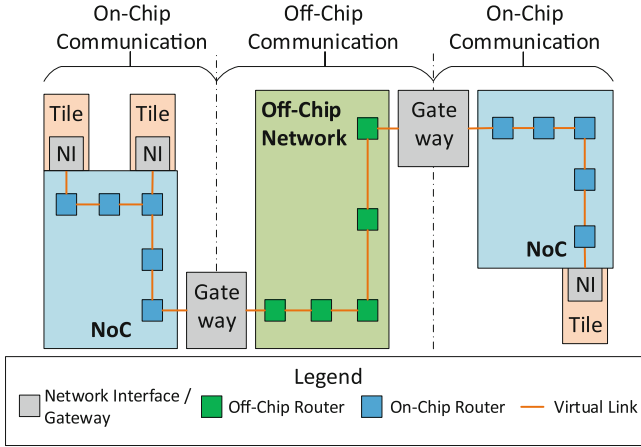 On-Chip
Communication
Off-Chip
Communication
On-Chip
Communication
Tile
NI
Tile
NI
NoC
Gate
way
Off-Chip
Network
Gate
way
NoC
NI
Tile
Legend
Network Interface /
Gateway
Off-Chip Router
On-Chip Router
Virtual Link